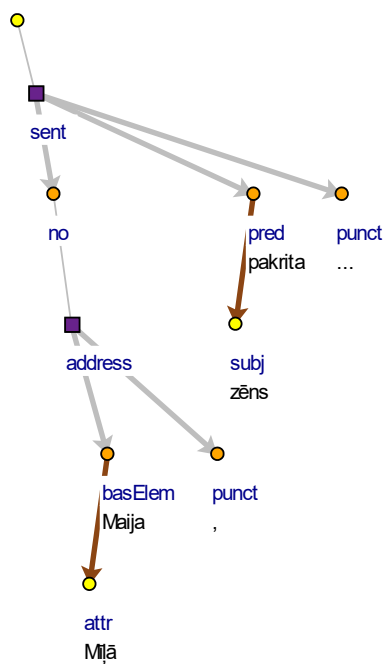 sent
no
pred
punct
pakrita
...
address
subj
zēns
basElem
punct
Maija
,
attr
Mīļā